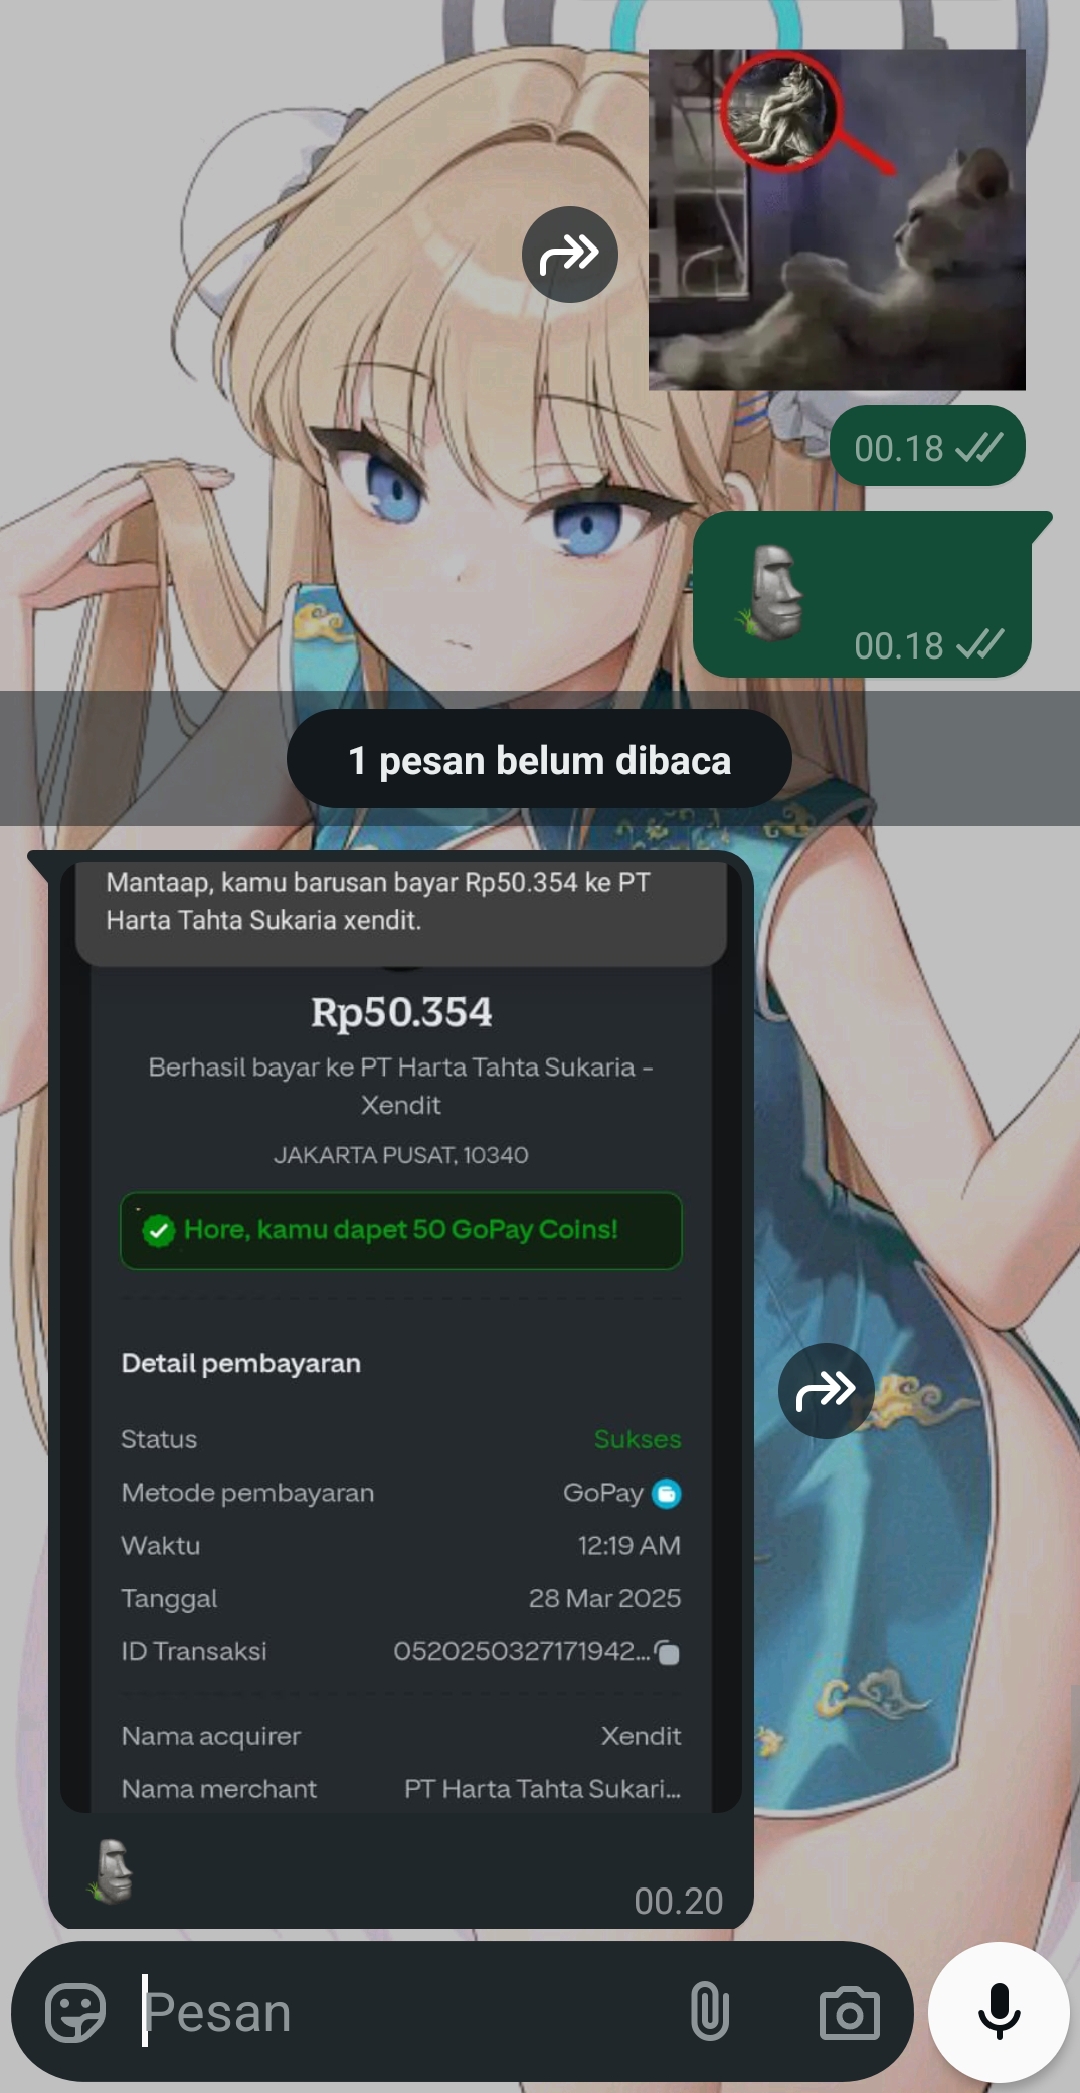 00.18
🗿
00.18
1 pesan belum dibaca
Mantaap, kamu barusan bayar Rp50.354 ke PT
Harta Tahta Sukaria xendit.
Rp50.354
Berhasil bayar ke PT Harta Tahta Sukaria -
Xendit
JAKARTA PUSAT, 10340
Hore, kamu dapet 50 GoPay Coins!
Detail pembayaran
Status Sukses
Metode pembayaran GoPay
Waktu 12:19 AM
Tanggal 28 Mar 2025
ID Transaksi 0520250327171942...
Nama acquirer Xendit
Nama merchant PT Harta Tahta Sukari...
🗿
00.20
Pesan